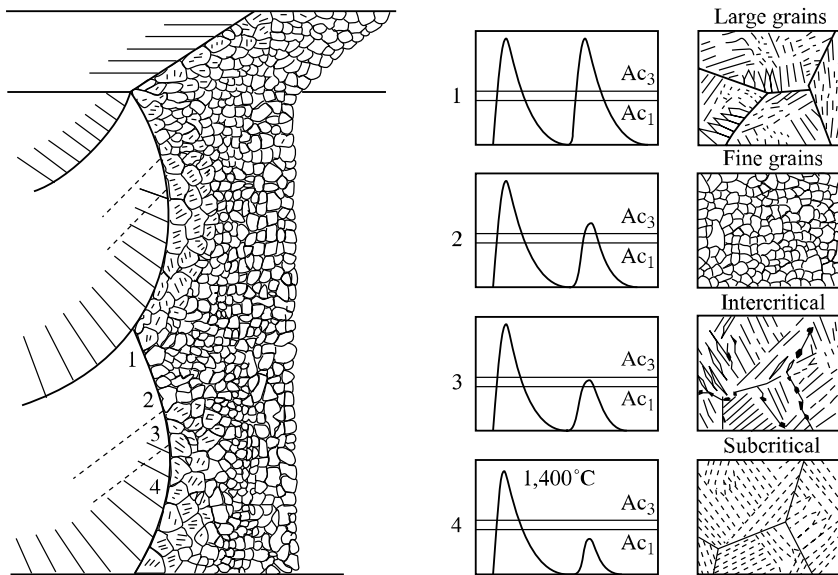 1
2
3
4
Large grains
1
Ac₃
Ac₁
Fine grains
2
Ac₃
Ac₁
Intercritical
3
Ac₃
Ac₁
Subcritical
4
1,400°C
Ac₃
Ac₁